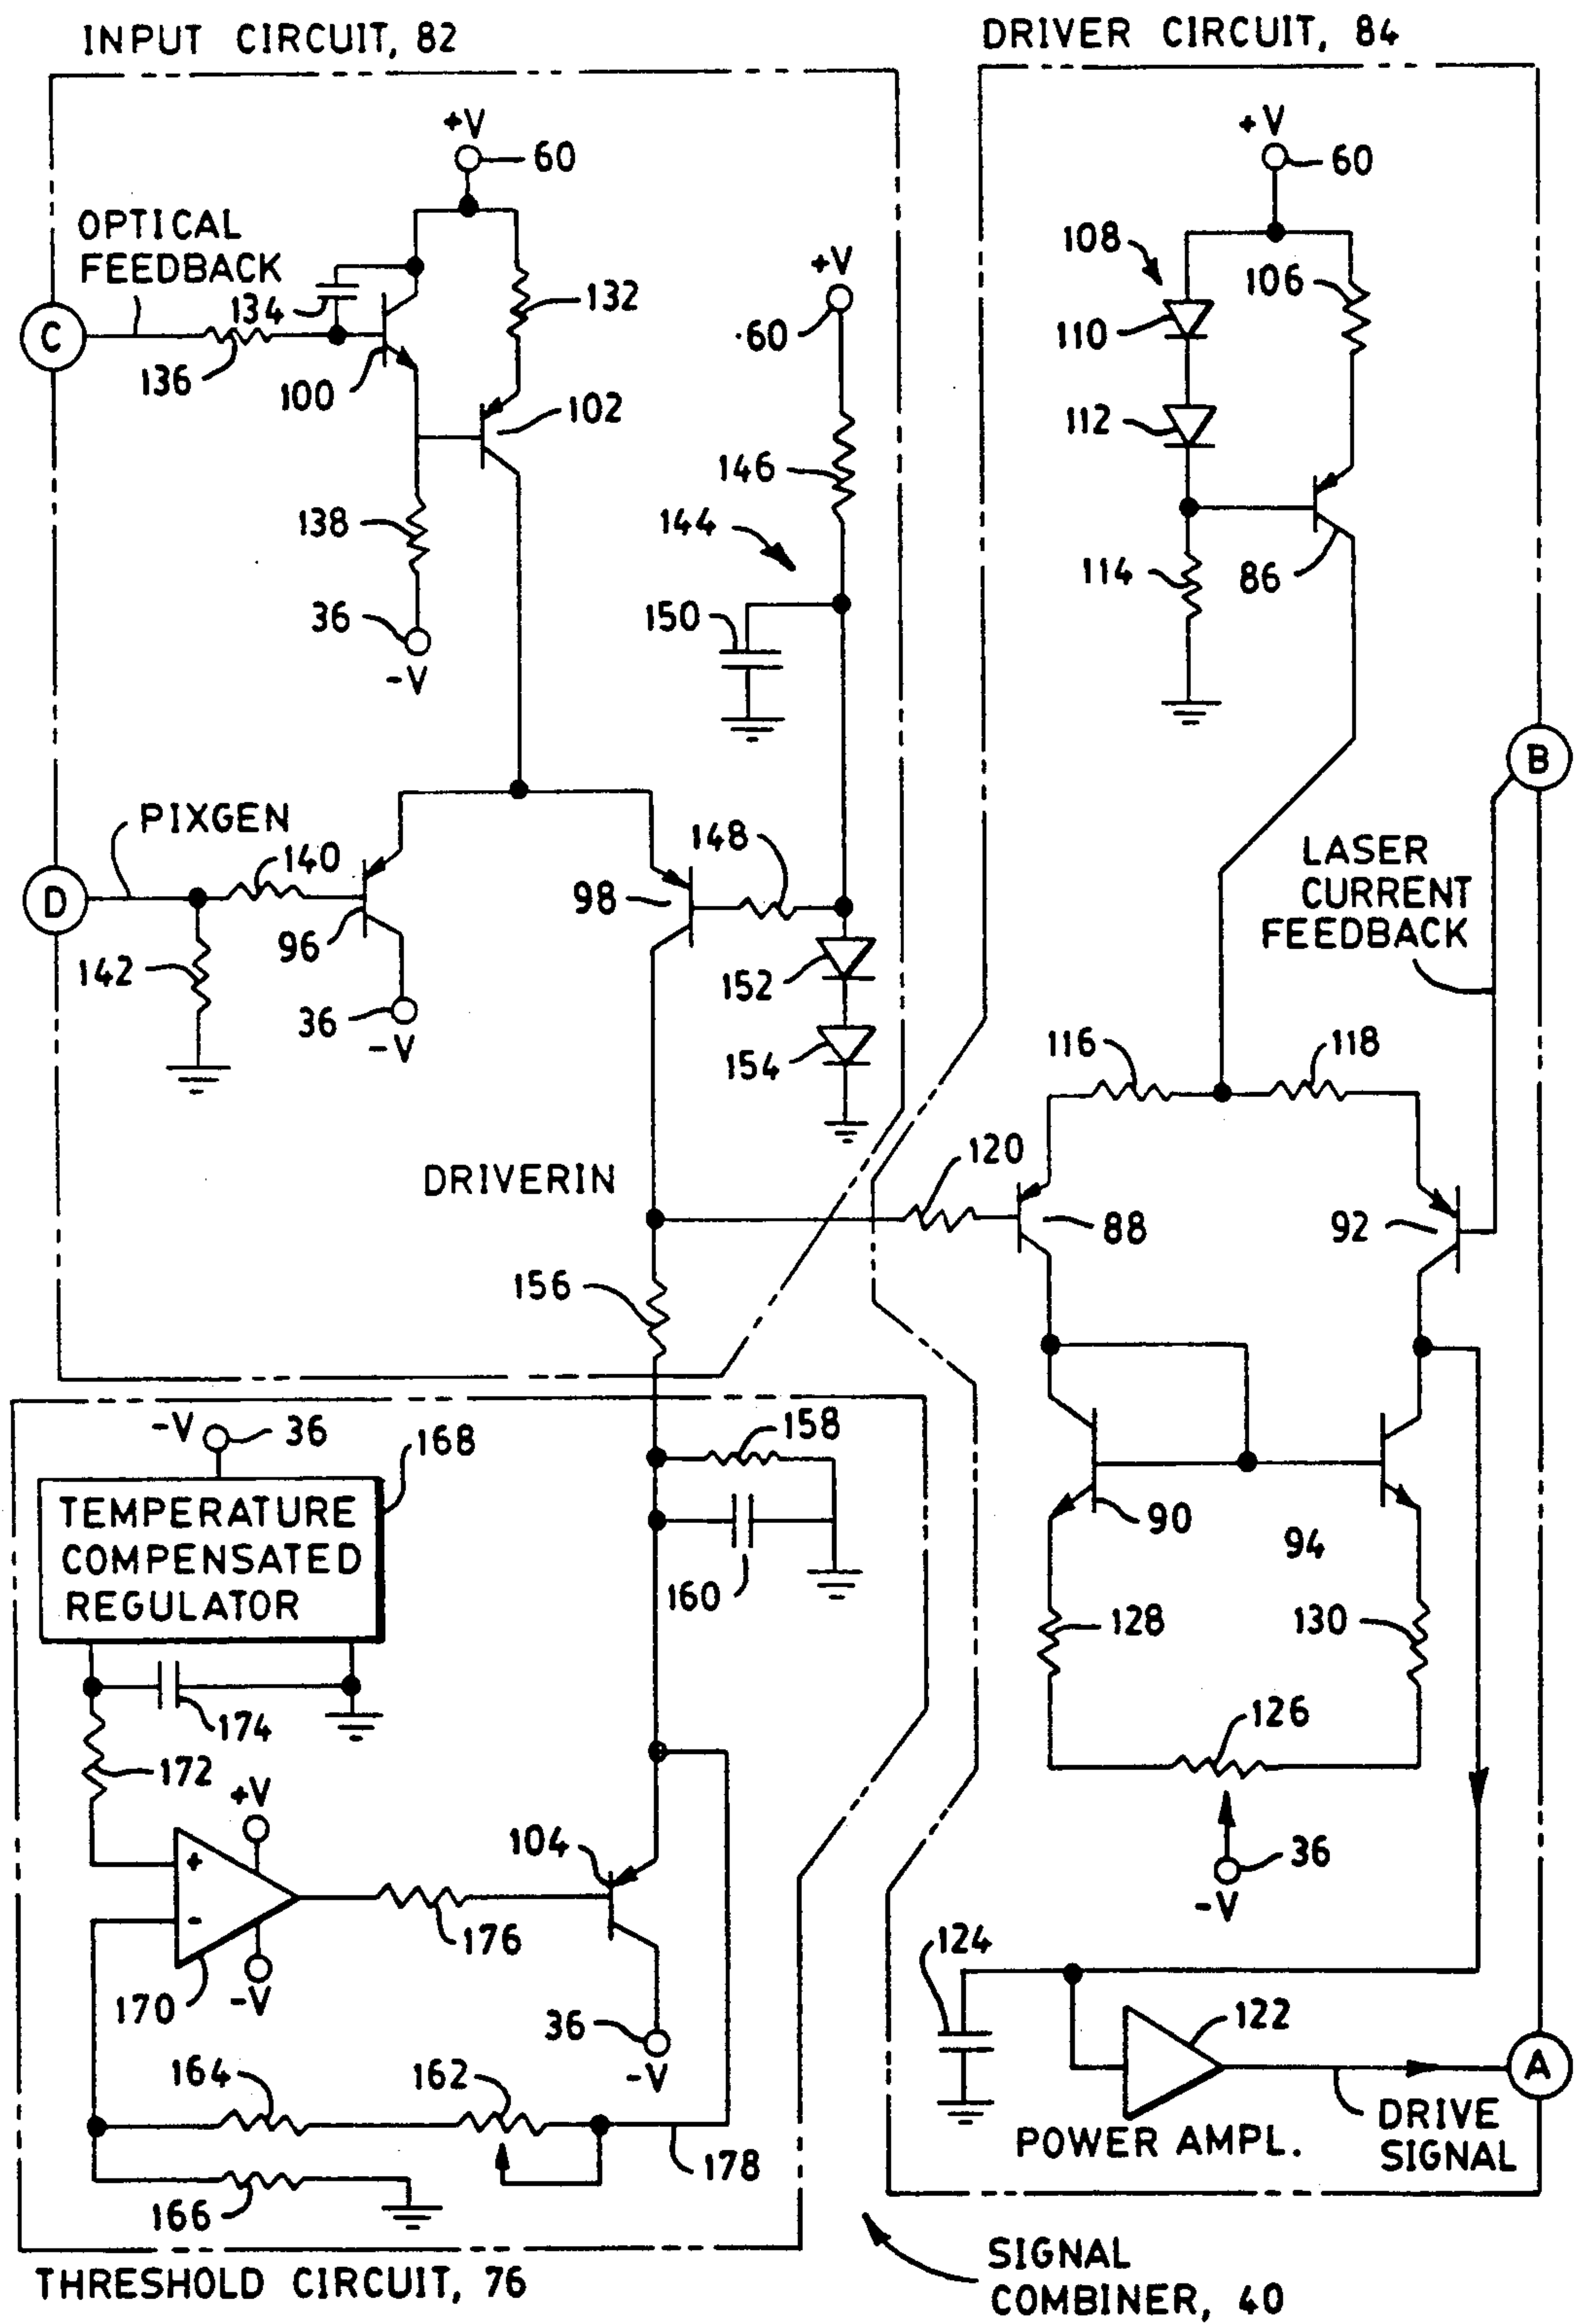 INPUT CIRCUIT, 82
DRIVER CIRCUIT, 84
+V
60
OPTICAL
FEEDBACK
134
C
136
100
132
102
138
36
-V
+V
60
146
144
150
PIXGEN
140
D
142
96
36
-V
98
148
152
154
DRIVERIN
156
+V
60
108
110
106
112
114
86
B
LASER
CURRENT
FEEDBACK
116
118
120
88
92
90
94
128
130
126
36
-V
124
122
A
POWER AMPL.
DRIVE
SIGNAL
-V
36
168
TEMPERATURE
COMPENSATED
REGULATOR
158
160
174
172
+V
+
-
170
-V
176
104
36
-V
164
162
178
166
THRESHOLD CIRCUIT, 76
SIGNAL
COMBINER, 40